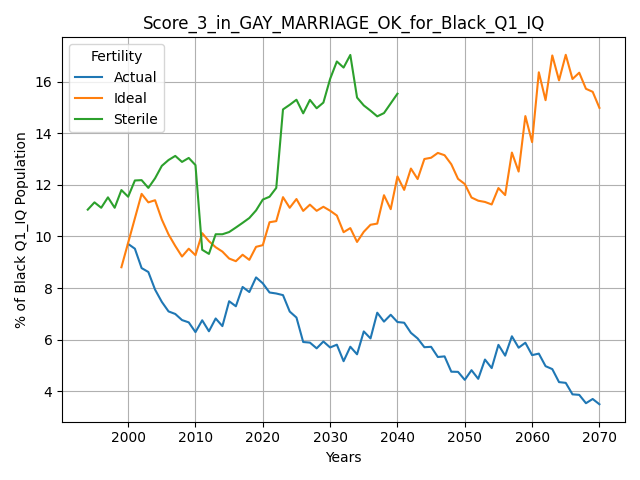 Score_3_in_GAY_MARRIAGE_OK_for_Black_Q1_IQ
Fertility
Actual
Ideal
Sterile
% of Black Q1_IQ Population
16
14
12
10
8
6
4
2000 2010 2020 2030 2040 2050 2060 2070
Years